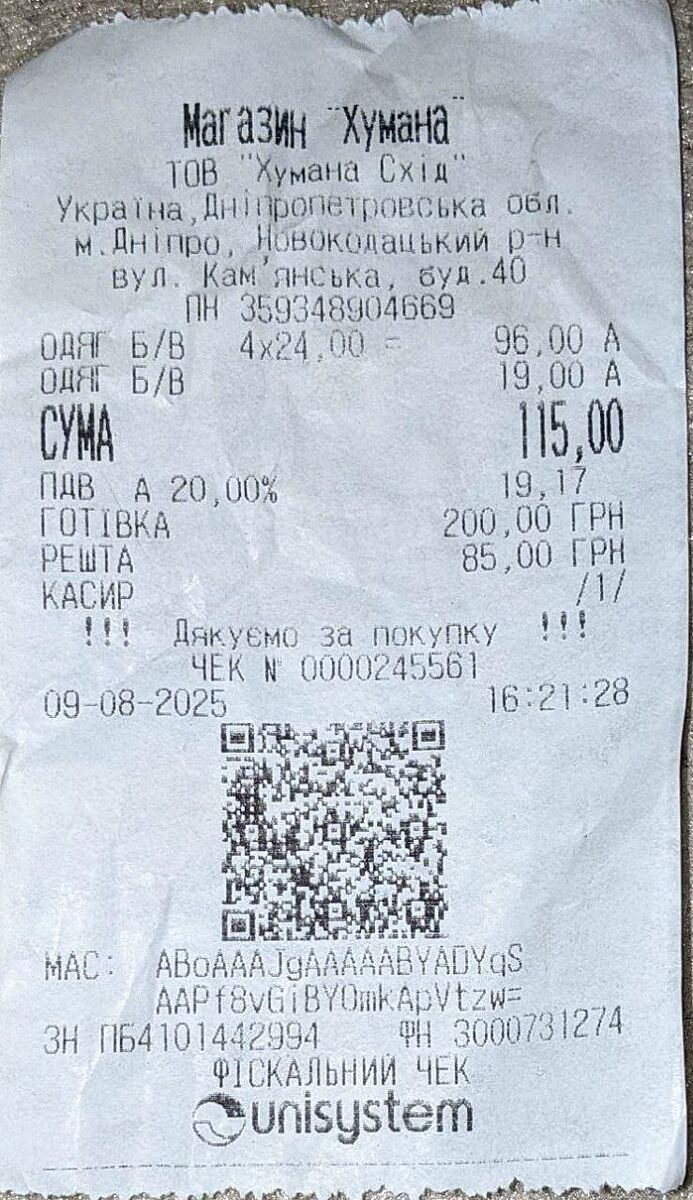 Магазин "Хумана"
ТОВ "Хумана Схід"
Україна,Дніпропетровська обл.
м.Дніпро, Новокодацький р-н
вул. Кам'янська, буд.40
ПН 359348904669
ОДЯГ Б/В 4x24,00 = 96,00 А
ОДЯГ Б/В 19,00 А
СУМА 115,00
ПДВ А 20,00% 19,17
ГОТІВКА 200,00 ГРН
РЕШТА 85,00 ГРН
КАСИР /1/
!!! Дякуємо за покупку !!!
ЧЕК № 0000245561
09-08-2025 16:21:28
MAC: ABoAAAJgAAAAABYADYqS
AAPf8vGiBYOmkApVtzw=
ЗН ПБ4101442994 ФН 3000731274
ФІСКАЛЬНИЙ ЧЕК
unisystem